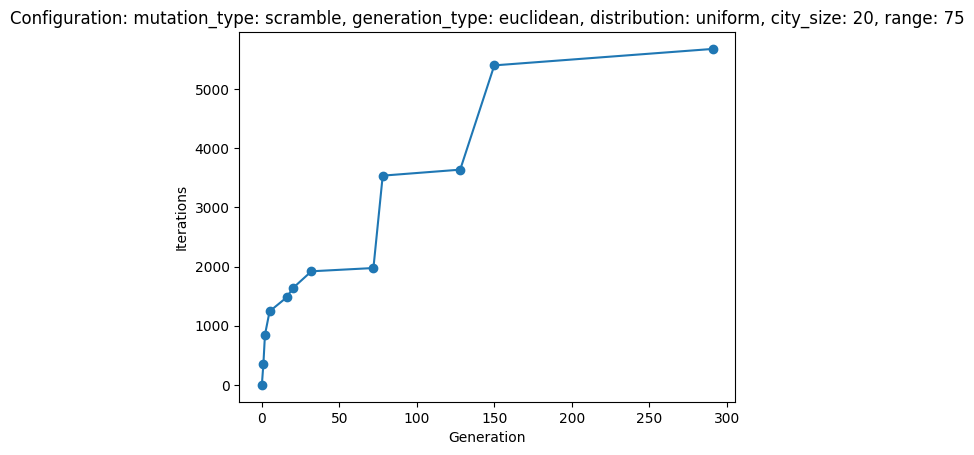 Configuration: mutation_type: scramble, generation_type: euclidean, distribution: uniform, city_size: 20, range: 75
5000
4000
3000
2000
1000
0
Iterations
0 50 100 150 200 250 300
Generation